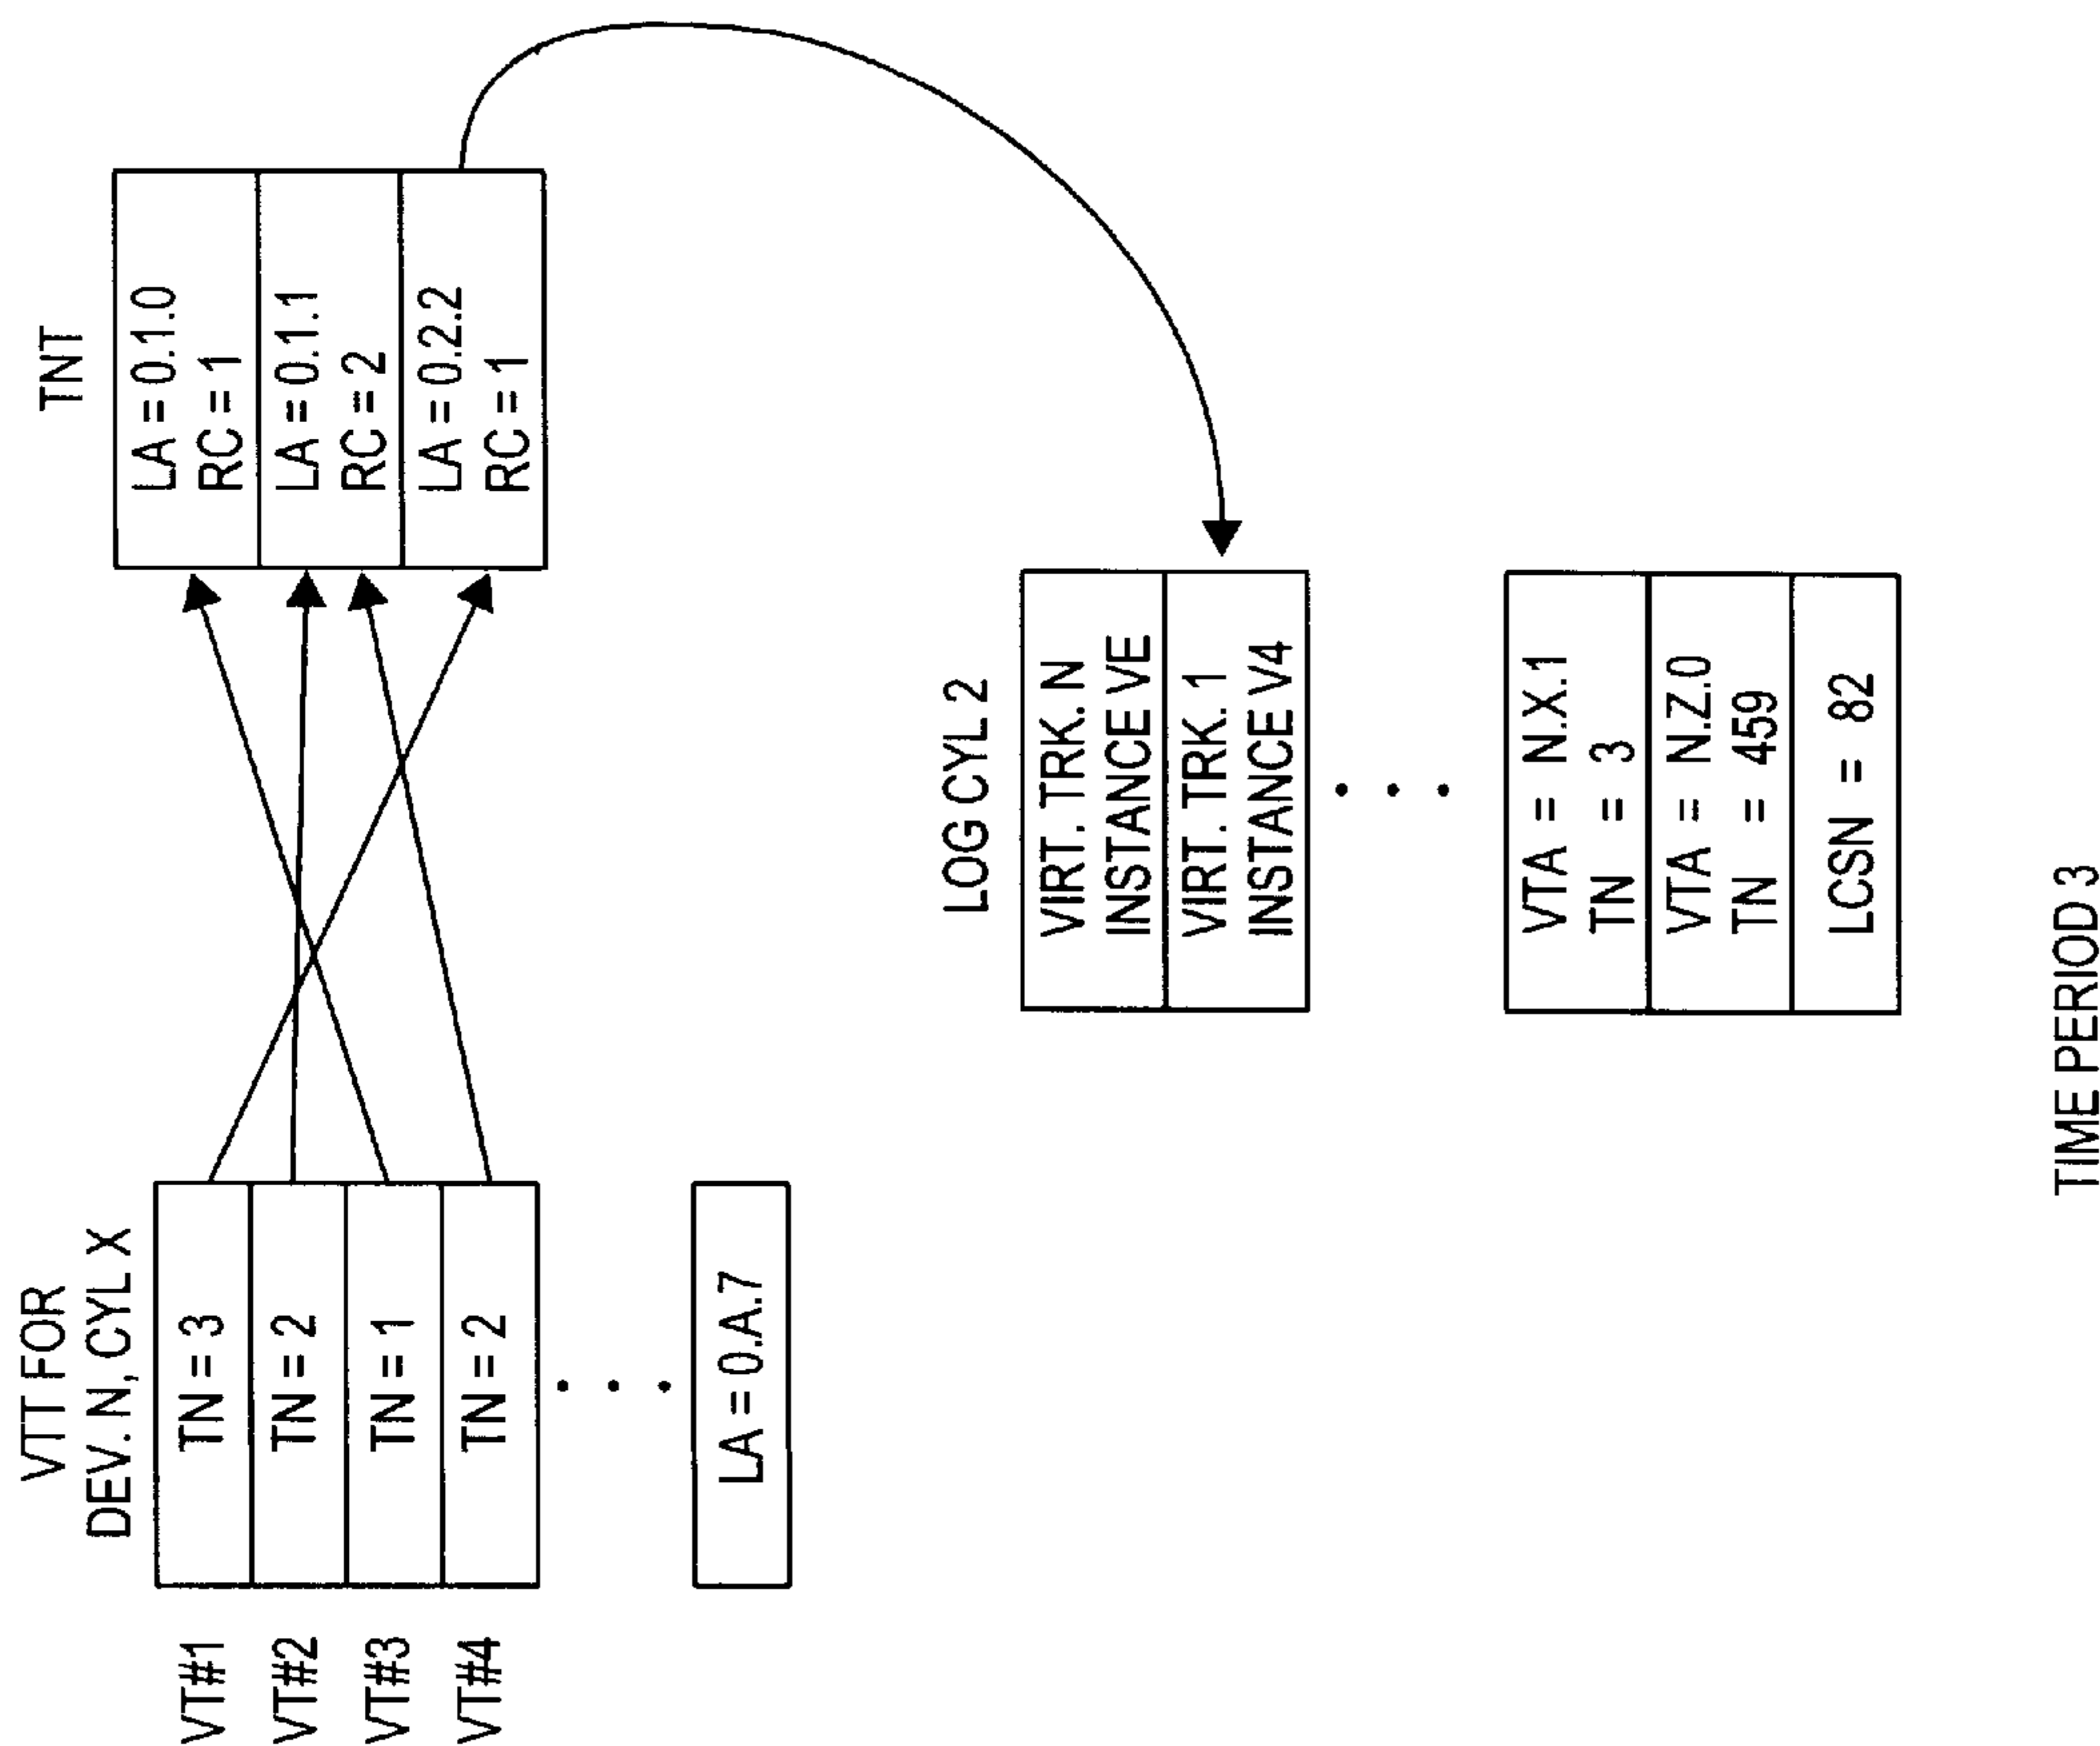 VTT FOR
DEV. N, CYL X
VT#1
TN = 3
VT#2
TN = 2
VT#3
TN = 1
VT#4
TN = 2
LA = 0.A.7
TNT
LA = 0.1.0
RC = 1
LA = 0.1.1
RC = 2
LA = 0.2.2
RC = 1
LOG CYL 2
VIRT. TRK. N
INSTANCE VE
VIRT. TRK. 1
INSTANCE V4
VTA = N.X.1
TN = 3
VTA = N.Z.0
TN = 459
LCSN = 82
TIME PERIOD 3